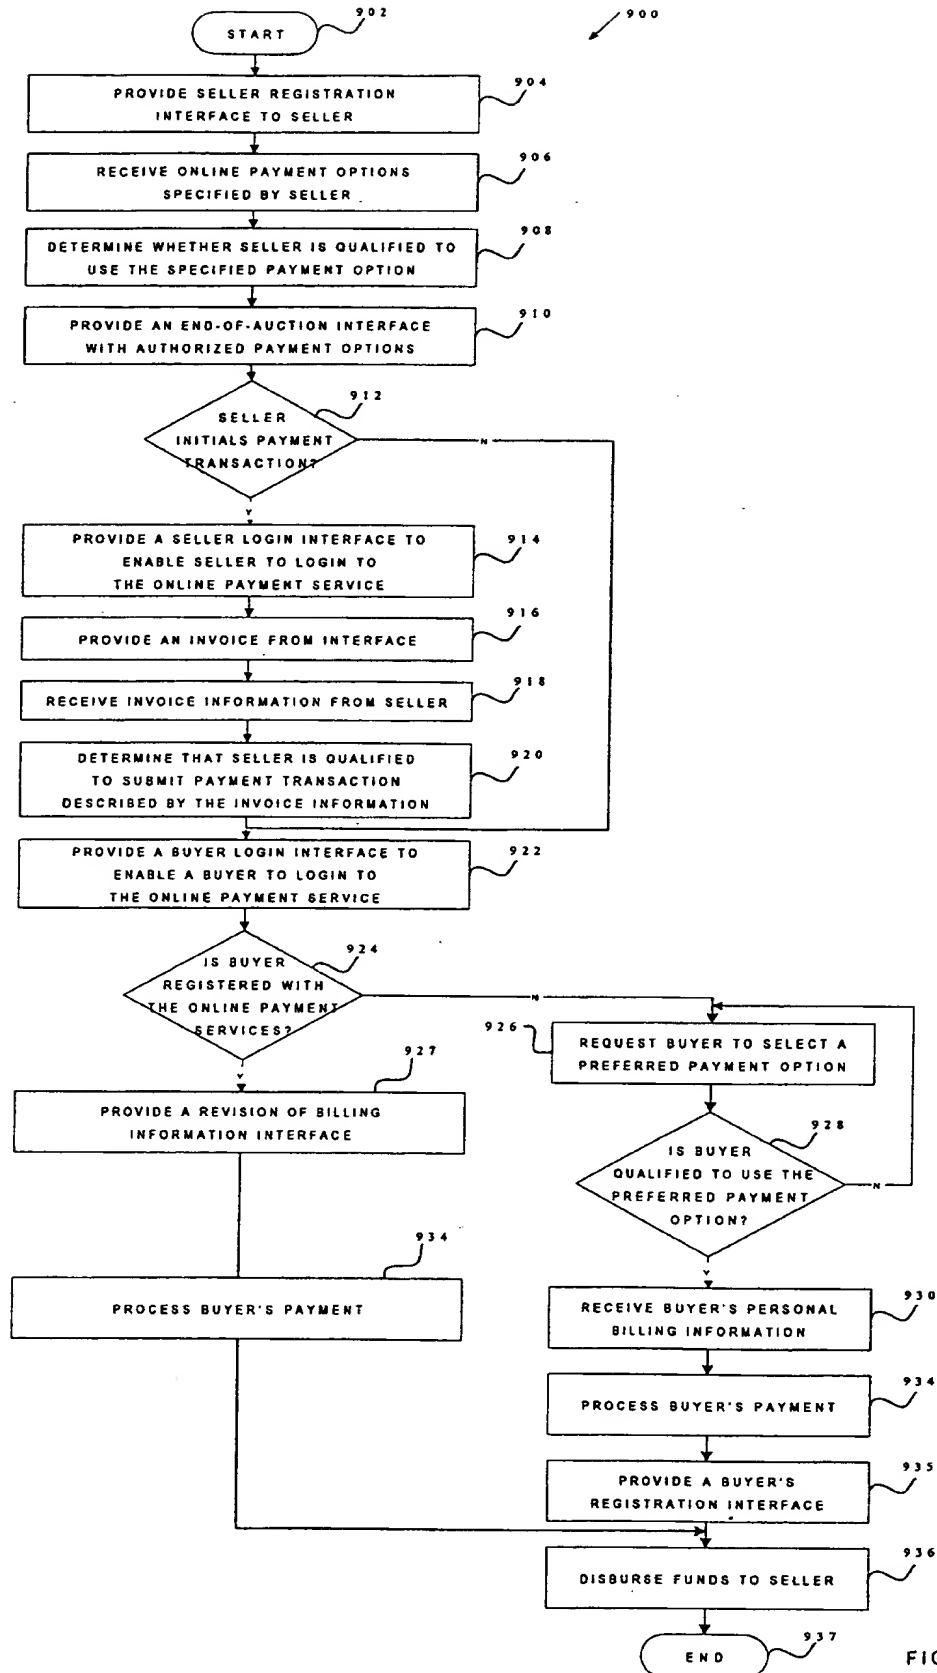 902
900
START
904
PROVIDE SELLER REGISTRATION
INTERFACE TO SELLER
906
RECEIVE ONLINE PAYMENT OPTIONS
SPECIFIED BY SELLER
908
DETERMINE WHETHER SELLER IS QUALIFIED TO
USE THE SPECIFIED PAYMENT OPTION
910
PROVIDE AN END-OF-AUCTION INTERFACE
WITH AUTHORIZED PAYMENT OPTIONS
912
SELLER
INITIALS PAYMENT
TRANSACTION?
N
Y
914
PROVIDE A SELLER LOGIN INTERFACE TO
ENABLE SELLER TO LOGIN TO
THE ONLINE PAYMENT SERVICE
916
PROVIDE AN INVOICE FROM INTERFACE
918
RECEIVE INVOICE INFORMATION FROM SELLER
920
DETERMINE THAT SELLER IS QUALIFIED
TO SUBMIT PAYMENT TRANSACTION
DESCRIBED BY THE INVOICE INFORMATION
922
PROVIDE A BUYER LOGIN INTERFACE TO
ENABLE A BUYER TO LOGIN TO
THE ONLINE PAYMENT SERVICE
924
IS BUYER
REGISTERED WITH
THE ONLINE PAYMENT
SERVICES?
N
Y
926
REQUEST BUYER TO SELECT A
PREFERRED PAYMENT OPTION
927
PROVIDE A REVISION OF BILLING
INFORMATION INTERFACE
928
IS BUYER
QUALIFIED TO USE THE
PREFERRED PAYMENT
OPTION?
N
Y
934
PROCESS BUYER'S PAYMENT
930
RECEIVE BUYER'S PERSONAL
BILLING INFORMATION
934
PROCESS BUYER'S PAYMENT
935
PROVIDE A BUYER'S
REGISTRATION INTERFACE
936
DISBURSE FUNDS TO SELLER
937
END
FIG